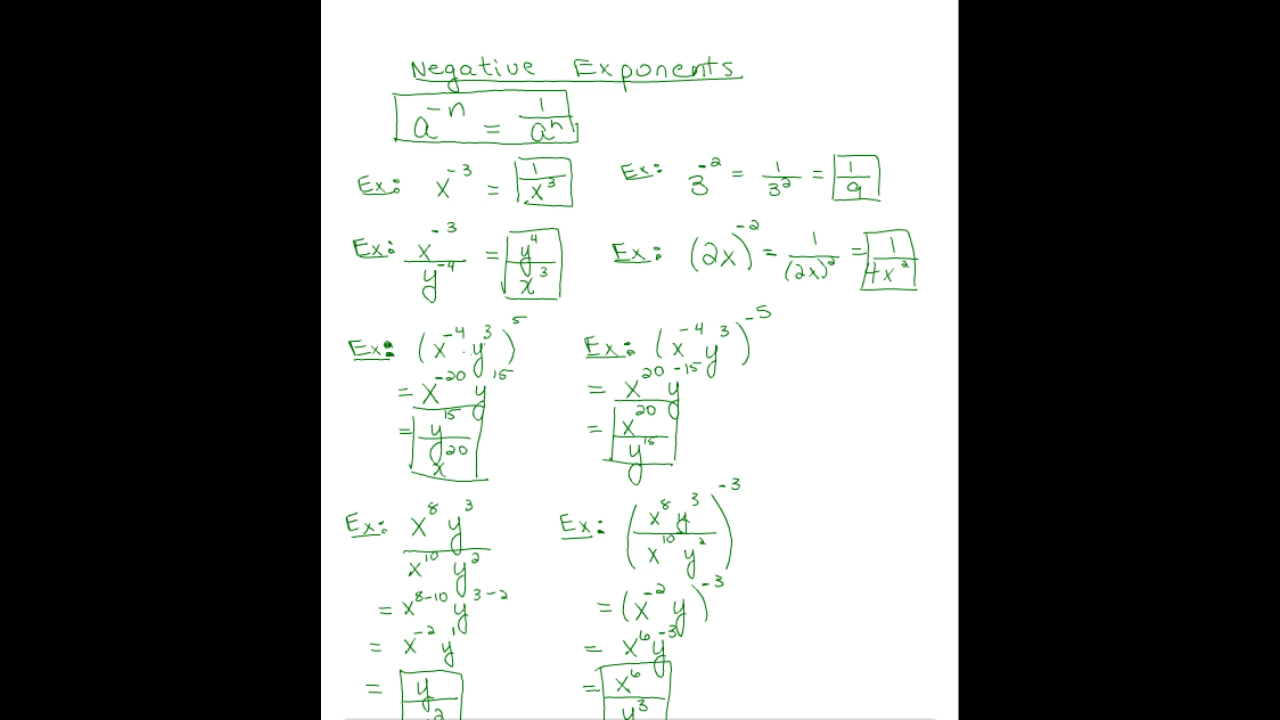 Negative Exponents
a^-n = 1/a^n
Ex: x^-3 = 1/x^3
Ex: 3^-2 = 1/3^2 = 1/9
Ex: x^-3/y^-4 = y^4/x^3
Ex: (2x)^-2 = 1/(2x)^2 = 1/4x^2
Ex: (x^-4 y^3)^5
= x^-20 y^15
= y^15/x^20
Ex: (x^-4 y^3)^-5
= x^20 y^-15
= x^20/y^15
Ex: x^8 y^3/x^10 y^2
= x^8-10 y^3-2
= x^-2 y^1
= y/
Ex: (x^8 y^3/x^10 y^2)^-3
= (x^-2 y)^-3
= x^6 y^-3
= x^6/y^3